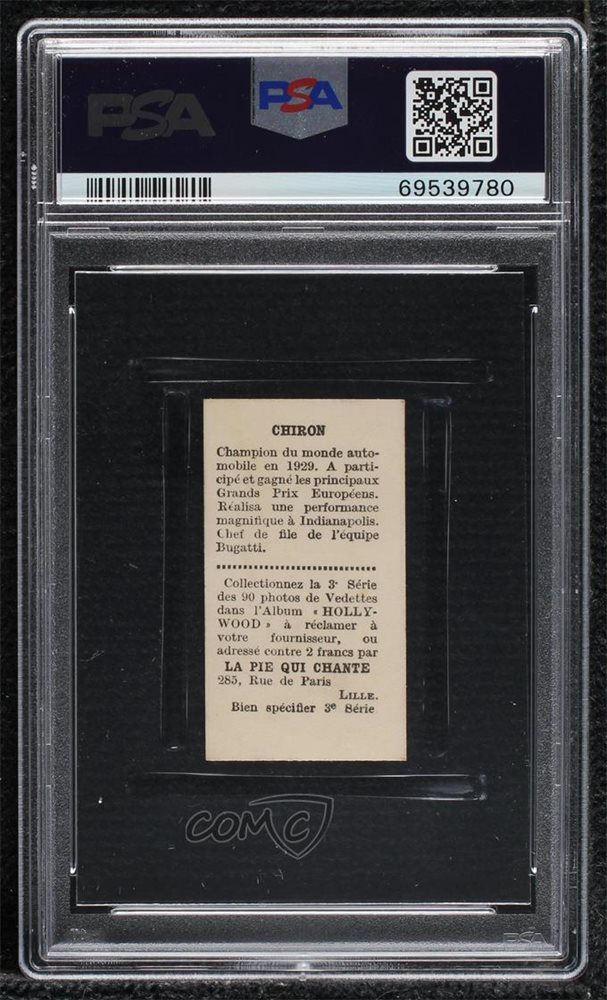 PSA
PSA
69539780
CHIRON
Champion du monde auto-
mobile en 1929. A parti-
cipé et gagné les principaux
Grands Prix Européens.
Réalisa une performance
magnifique à Indianapolis.
Chef de file de l'équipe
Bugatti.
Collectionnez la 3e Série
des 90 photos de Vedettes
dans l'Album « HOLLY-
WOOD » à réclamer à
votre fournisseur, ou
adressé contre 2 francs par
LA PIE QUI CHANTE
285, Rue de Paris
LILLE.
Bien spécifier 3e Série
COMC
PSA